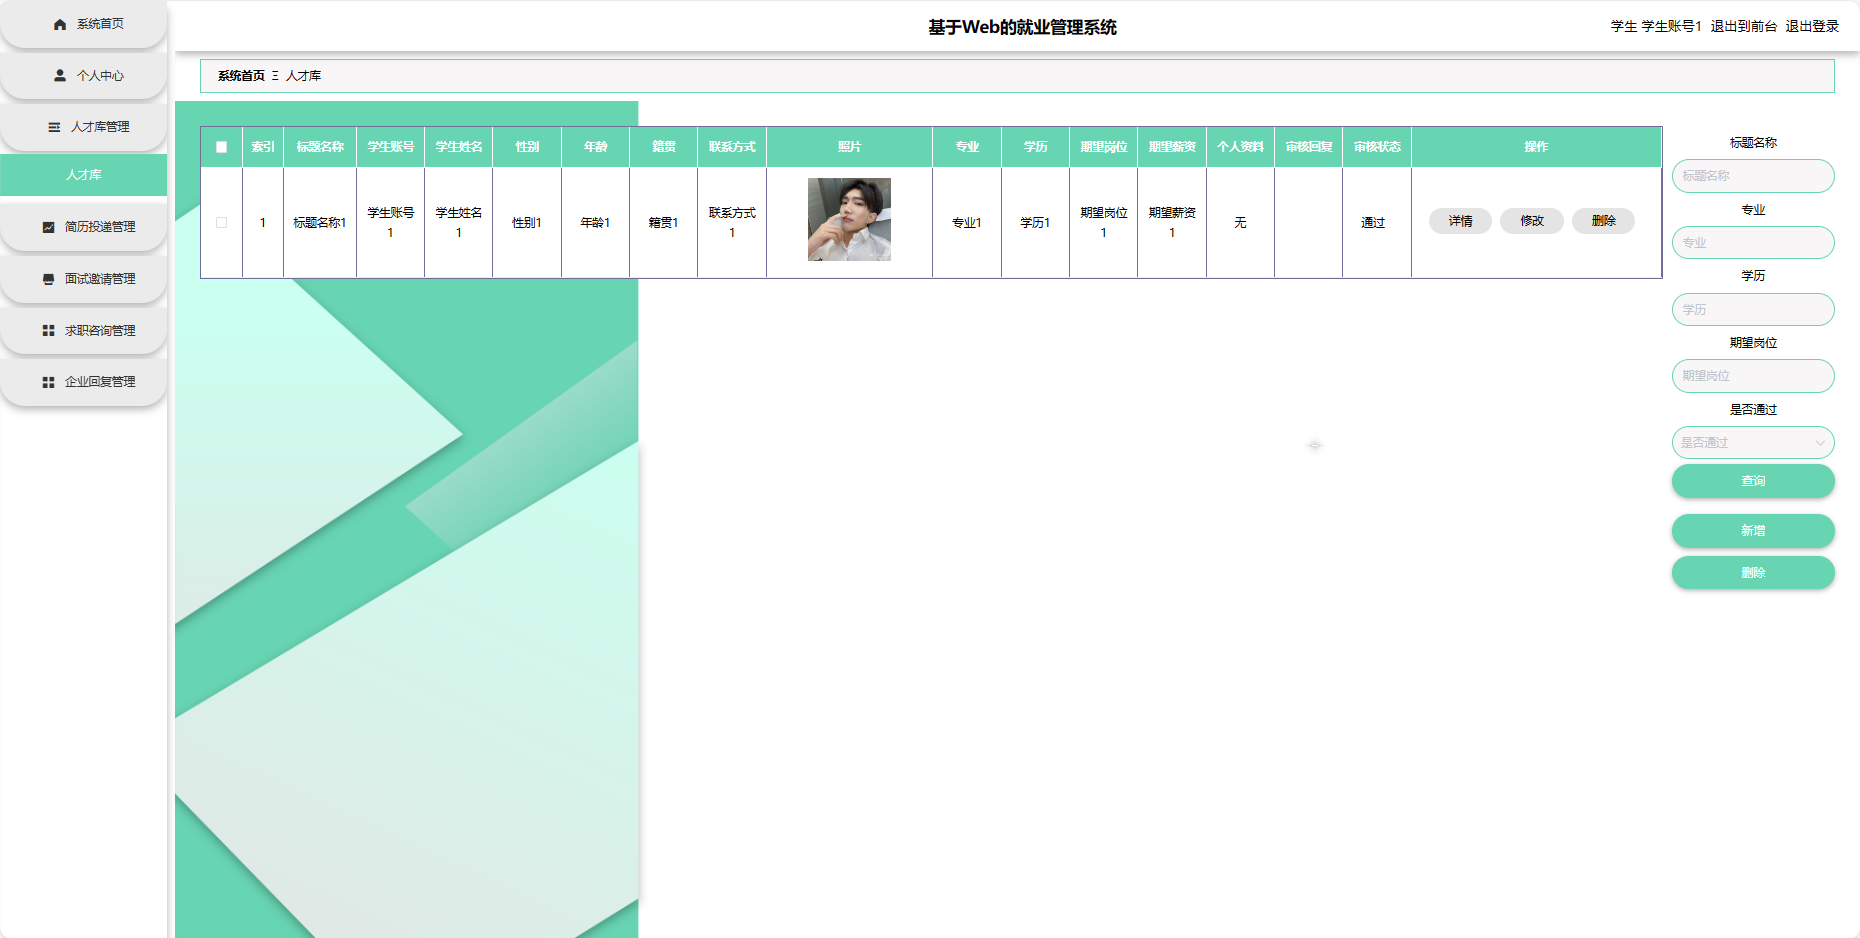 基于Web的就业管理系统
学生 学生账号1 退出到前台 退出登录
系统首页
个人中心
人才库管理
人才库
简历投递管理
面试邀请管理
求职咨询管理
企业回复管理
系统首页 Ξ 人才库
索引 标题名称 学生账号 学生姓名 性别 年龄 籍贯 联系方式 照片 专业 学历 期望岗位 期望薪资 个人资料 审核回复 审核状态 操作
1 标题名称1 学生账号1 学生姓名1 性别1 年龄1 籍贯1 联系方式1 专业1 学历1 期望岗位1 期望薪资1 无 通过 详情 修改 删除
标题名称
标题名称
专业
专业
学历
学历
期望岗位
期望岗位
是否通过
是否通过
查询
新增
删除